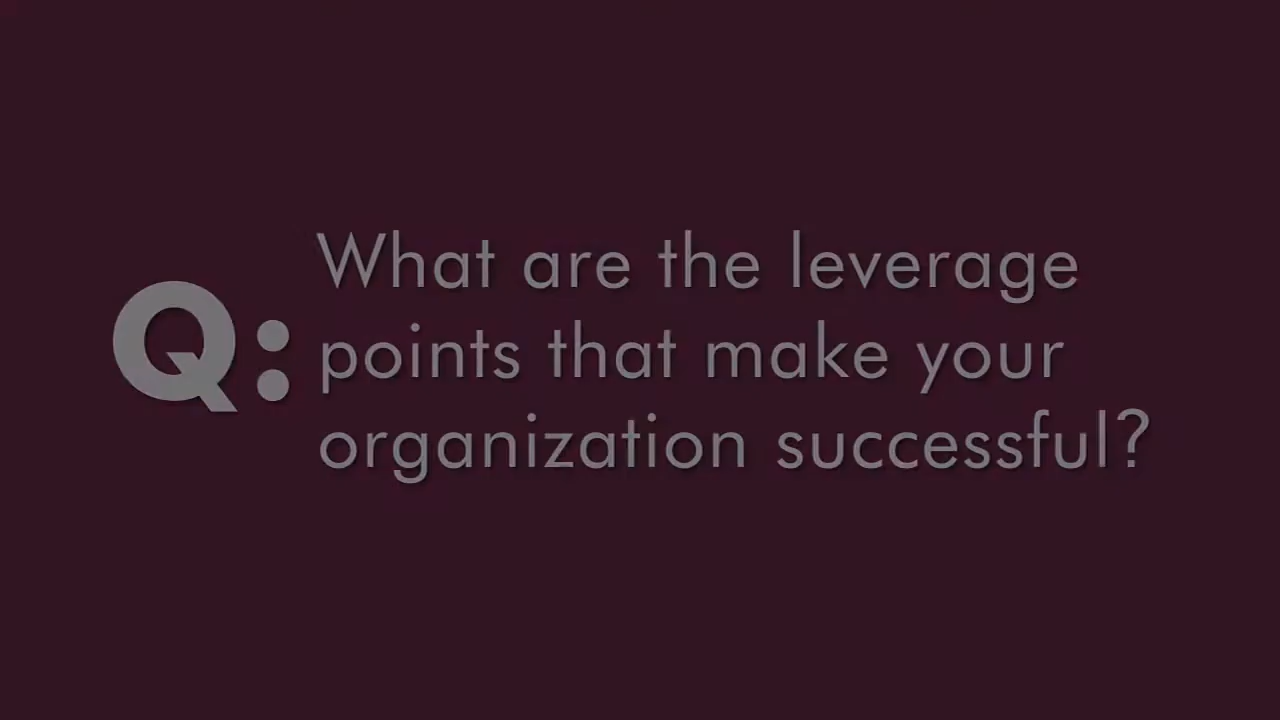 Q:
What are the leverage
points that make your
organization successful?